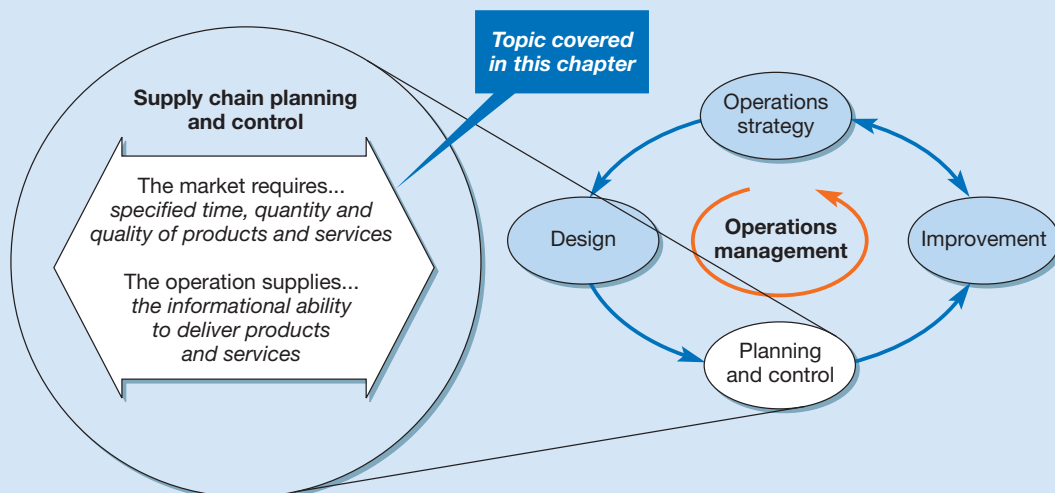 Topic covered
in this chapter
Supply chain planning
and control
The market requires...
specified time, quantity and
quality of products and services
The operation supplies...
the informational ability
to deliver products
and services
Operations
strategy
Design
Operations
management
Improvement
Planning
and control